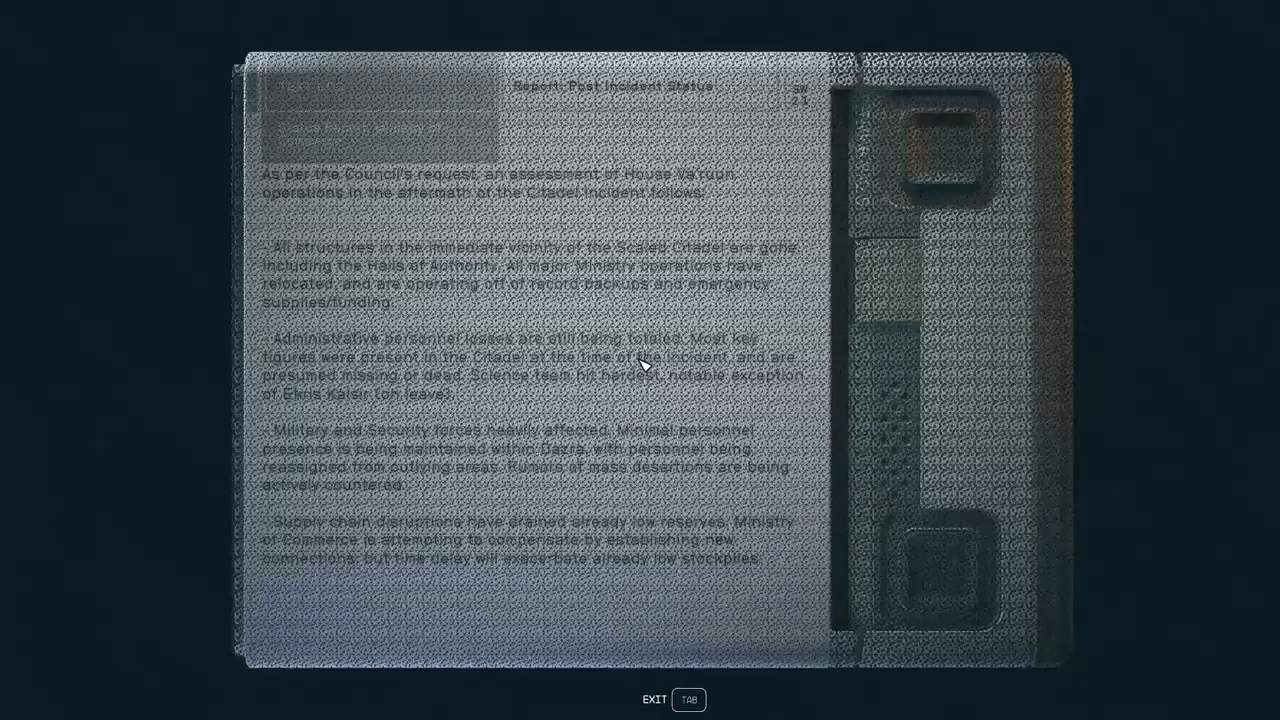 Report: Post Incident Status
SW
21
As per the Council's request, an assessment of House Va'ruun
operations in the aftermath of the Citadel Incident follows:
- All structures in the immediate vicinity of the Scaled Citadel are gone,
including the Halls of Authority. All major Ministry operations have
relocated, and are operating off of record backups and emergency
supplies/funding.
- Administrative personnel losses are still being totaled. Most key
figures were present in the Citadel at the time of the incident, and are
presumed missing or dead. Science team hit hardest, notable exception
of Ekris Kaisir (on leave).
- Military and Security forces heavily affected. Minimal personnel
presence is being maintained within Dazra, with personnel being
reassigned from outlying areas. Rumors of mass desertions are being
actively countered.
- Supply chain disruptions have drained already low reserves. Ministry
of Commerce is attempting to compensate by establishing new
connections, but time delay will exacerbate already low stockpiles.
EXIT TAB